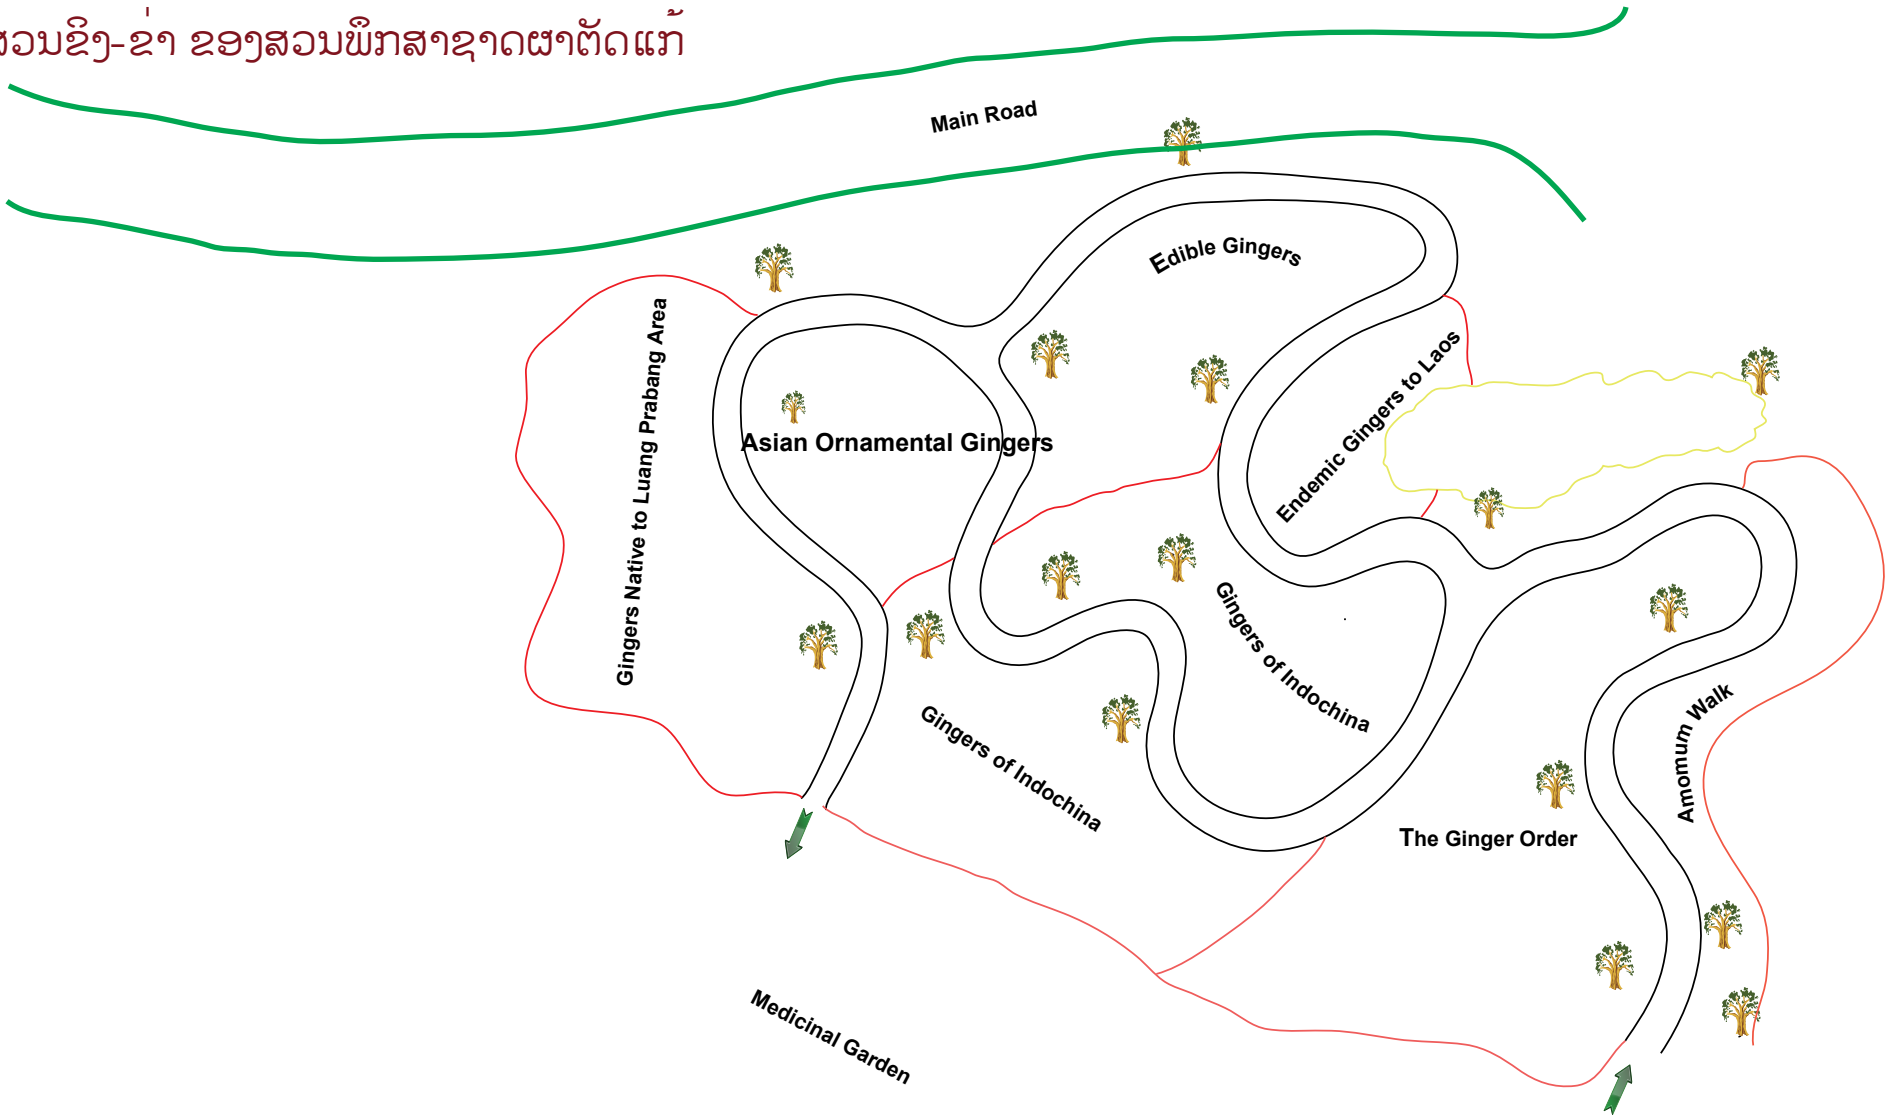 ສວນຂິງ-ຂ່າ ຂອງສວນພຶກສາຊາດຜາຕັດແກ້
Main Road
Edible Gingers
Gingers Native to Luang Prabang Area
Endemic Gingers to Laos
Asian Ornamental Gingers
Gingers of Indochina
Gingers of Indochina
Amomum Walk
The Ginger Order
Medicinal Garden